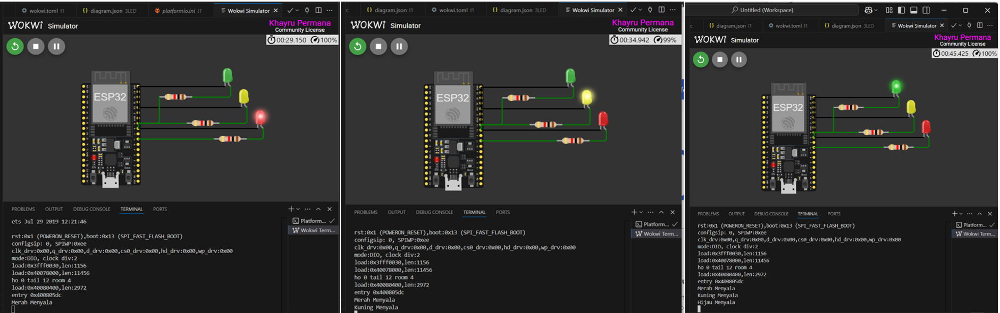 wokwi.toml I1
diagram.json 3LED
platformio.ini I1
Wokwi Simulator
WOKWI Simulator
Khayru Permana
Community License
00:29.150 100%
ESP32
PROBLEMS OUTPUT DEBUG CONSOLE TERMINAL PORTS
ets Jul 29 2019 12:21:46
rst:0x1 (POWERON_RESET),boot:0x13 (SPI_FAST_FLASH_BOOT)
configsip: 0, SPIWP:0xee
clk_drv:0x00,q_drv:0x00,d_drv:0x00,cs0_drv:0x00,hd_drv:0x00,wp_drv:0x00
mode:DIO, clock div:2
load:0x3fff0030,len:1156
load:0x40078000,len:11456
ho 0 tail 12 room 4
load:0x40080400,len:2972
entry 0x400805dc
Merah Menyala
Platform...
Wokwi Term...
diagram.json I1
wokwi.toml I1
diagram.json 3LED
Wokwi Simulator
WOKWI Simulator
Khayru Permana
Community License
00:34.942 99%
ESP32
PROBLEMS OUTPUT DEBUG CONSOLE TERMINAL PORTS
rst:0x1 (POWERON_RESET),boot:0x13 (SPI_FAST_FLASH_BOOT)
configsip: 0, SPIWP:0xee
clk_drv:0x00,q_drv:0x00,d_drv:0x00,cs0_drv:0x00,hd_drv:0x00,wp_drv:0x00
mode:DIO, clock div:2
load:0x3fff0030,len:1156
load:0x40078000,len:11456
ho 0 tail 12 room 4
load:0x40080400,len:2972
entry 0x400805dc
Merah Menyala
Kuning Menyala
Platform...
Wokwi Term...
Untitled (Workspace)
diagram.json I1
wokwi.toml I1
diagram.json 3LED
Wokwi Simulator
WOKWI Simulator
Khayru Permana
Community License
00:45.425 100%
ESP32
PROBLEMS OUTPUT DEBUG CONSOLE TERMINAL PORTS
rst:0x1 (POWERON_RESET),boot:0x13 (SPI_FAST_FLASH_BOOT)
configsip: 0, SPIWP:0xee
clk_drv:0x00,q_drv:0x00,d_drv:0x00,cs0_drv:0x00,hd_drv:0x00,wp_drv:0x00
mode:DIO, clock div:2
load:0x3fff0030,len:1156
load:0x40078000,len:11456
ho 0 tail 12 room 4
load:0x40080400,len:2972
entry 0x400805dc
Merah Menyala
Kuning Menyala
Hijau Menyala
Platform...
Wokwi Term...